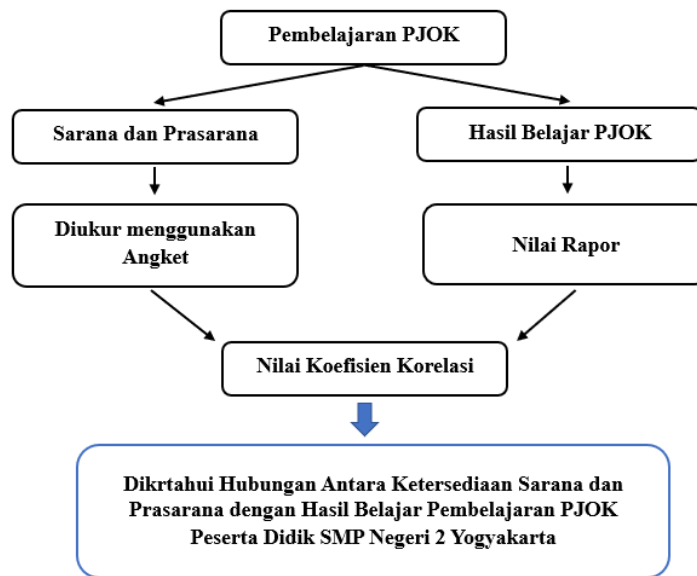 Pembelajaran PJOK
Sarana dan Prasarana
Hasil Belajar PJOK
Diukur menggunakan
Angket
Nilai Rapor
Nilai Koefisien Korelasi
Dikrtahui Hubungan Antara Ketersediaan Sarana dan
Prasarana dengan Hasil Belajar Pembelajaran PJOK
Peserta Didik SMP Negeri 2 Yogyakarta